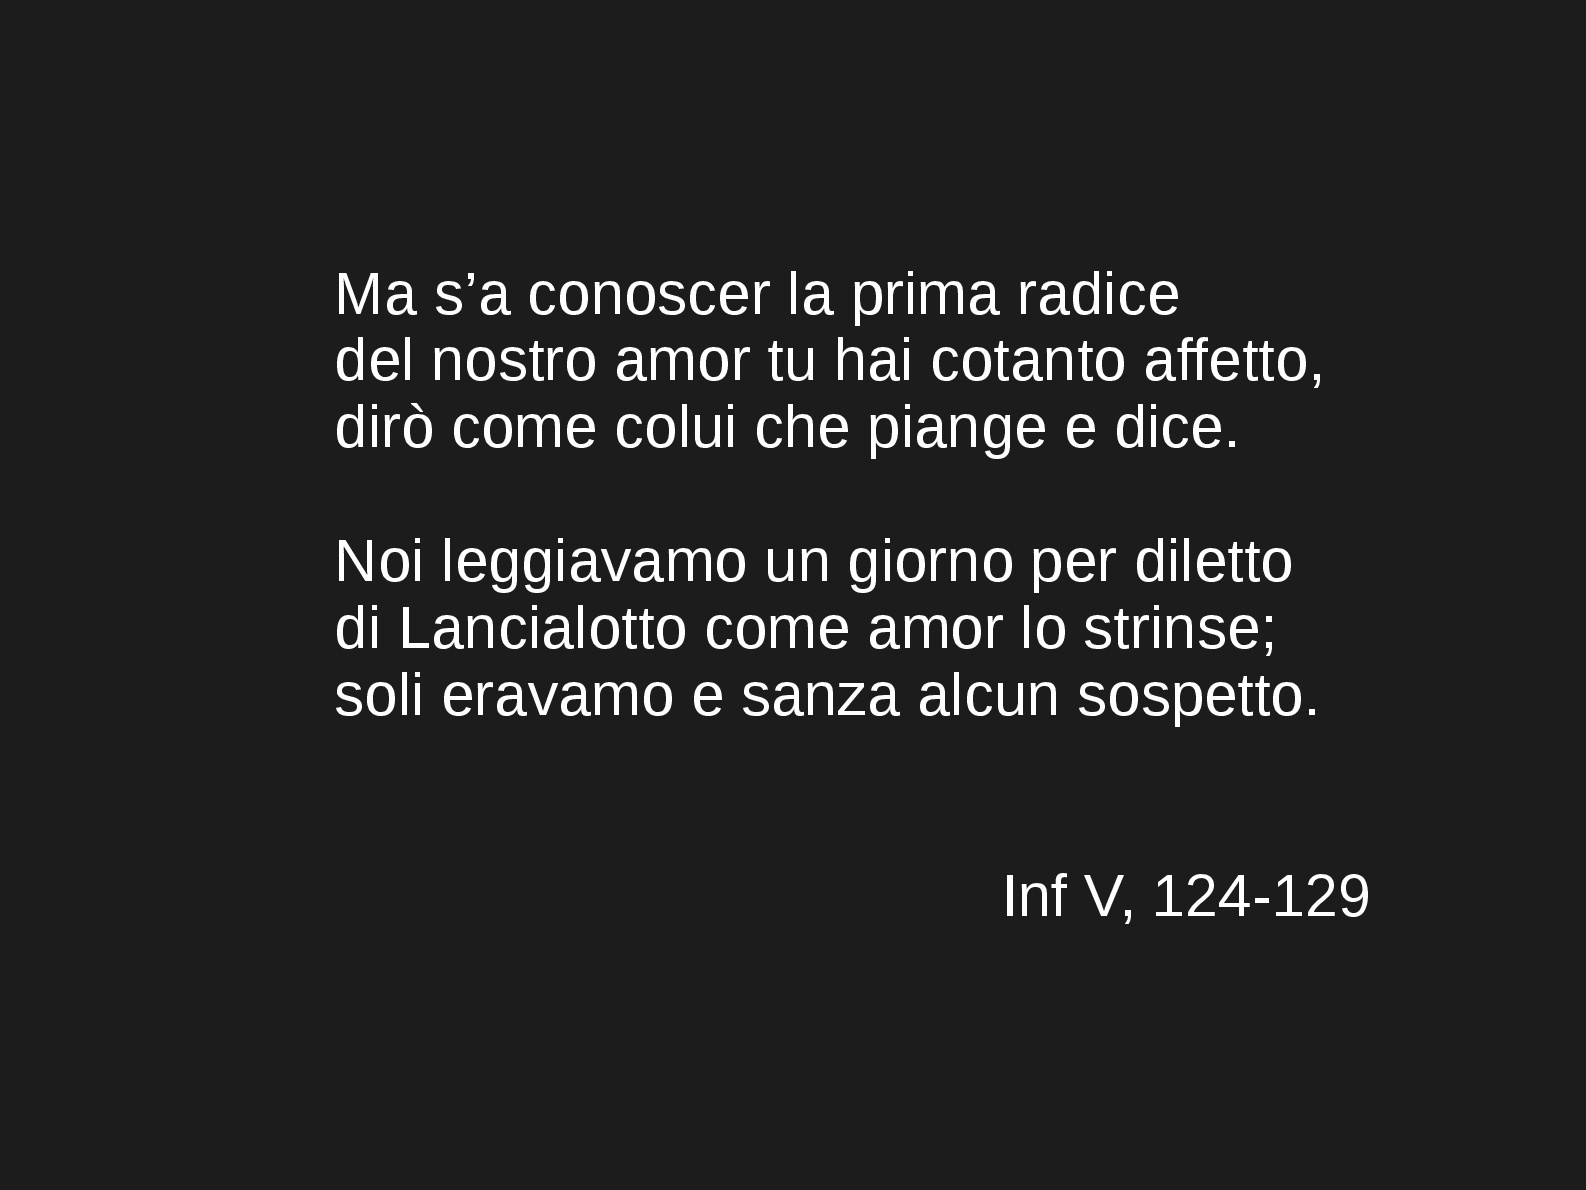 Ma s’a conoscer la prima radice
del nostro amor tu hai cotanto affetto,
dirò come colui che piange e dice.
Noi leggiavamo un giorno per diletto
di Lancialotto come amor lo strinse;
soli eravamo e sanza alcun sospetto.
Inf V, 124-129